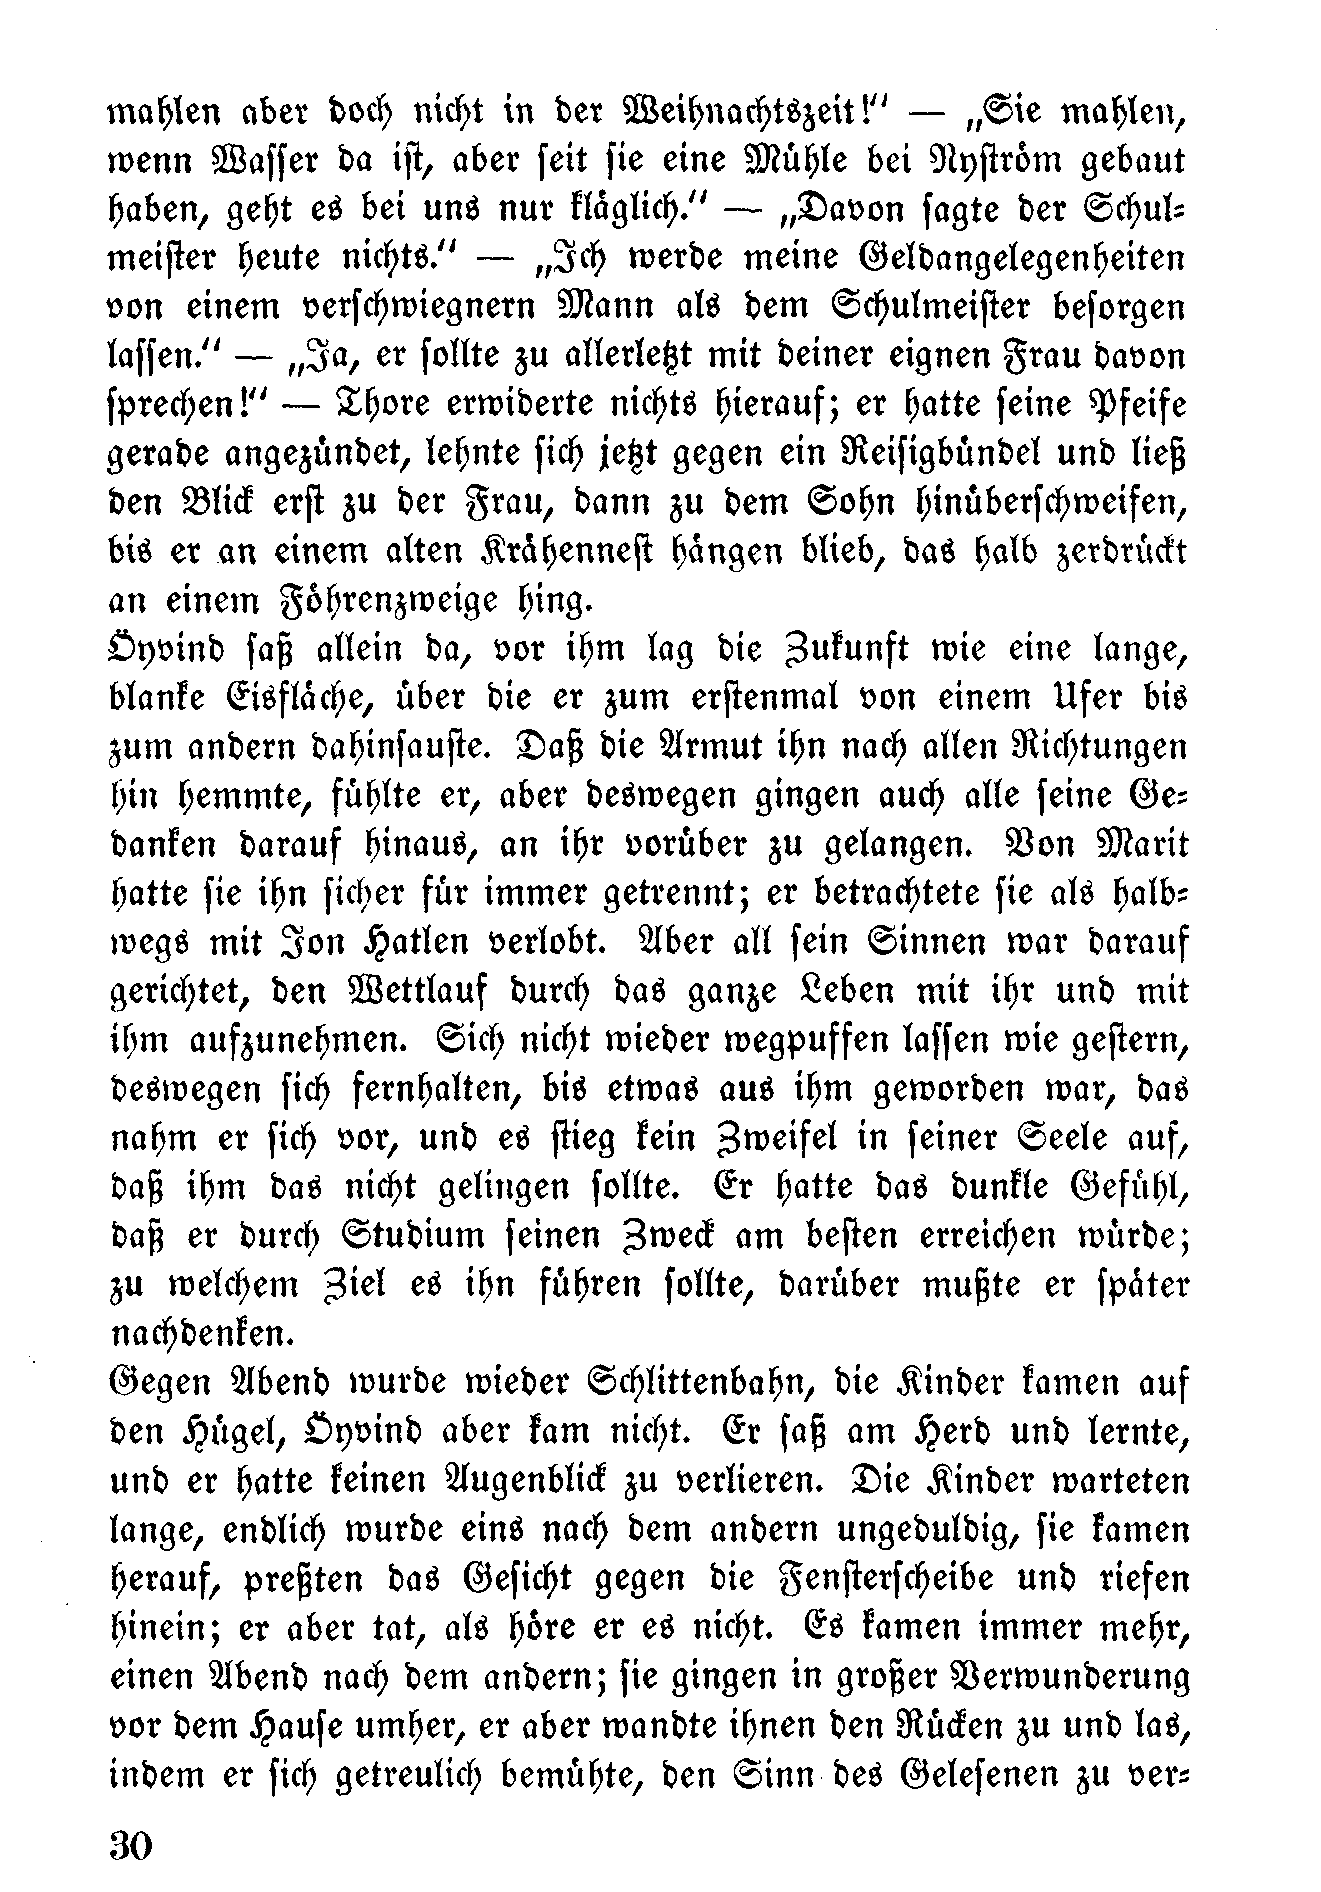 mahlen aber doch nicht in der Weihnachtszeit!“ — „Sie mahlen,
wenn Wasser da ist, aber seit sie eine Mühle bei Nyström gebaut
haben, geht es bei uns nur kläglich.“ — „Davon sagte der Schul-
meister heute nichts.“ — „Ich werde meine Geldangelegenheiten
von einem verschwiegnern Mann als dem Schulmeister besorgen
lassen.“ — „Ja, er sollte zu allerletzt mit deiner eignen Frau davon
sprechen!“ — Thore erwiderte nichts hierauf; er hatte seine Pfeife
gerade angezündet, lehnte sich jetzt gegen ein Reisigbündel und ließ
den Blick erst zu der Frau, dann zu dem Sohn hinüberschweifen,
bis er an einem alten Krähennest hängen blieb, das halb zerdrückt
an einem Föhrenzweige hing.
Öyvind saß allein da, vor ihm lag die Zukunft wie eine lange,
blanke Eisfläche, über die er zum erstenmal von einem Ufer bis
zum andern dahinsauste. Daß die Armut ihn nach allen Richtungen
hin hemmte, fühlte er, aber deswegen gingen auch alle seine Ge-
danken darauf hinaus, an ihr vorüber zu gelangen. Von Marit
hatte sie ihn sicher für immer getrennt; er betrachtete sie als halb-
wegs mit Jon Hatlen verlobt. Aber all sein Sinnen war darauf
gerichtet, den Wettlauf durch das ganze Leben mit ihr und mit
ihm aufzunehmen. Sich nicht wieder wegpuffen lassen wie gestern,
deswegen sich fernhalten, bis etwas aus ihm geworden war, das
nahm er sich vor, und es stieg kein Zweifel in seiner Seele auf,
daß ihm das nicht gelingen sollte. Er hatte das dunkle Gefühl,
daß er durch Studium seinen Zweck am besten erreichen würde;
zu welchem Ziel es ihn führen sollte, darüber mußte er später
nachdenken.
Gegen Abend wurde wieder Schlittenbahn, die Kinder kamen auf
den Hügel, Öyvind aber kam nicht. Er saß am Herd und lernte,
und er hatte keinen Augenblick zu verlieren. Die Kinder warteten
lange, endlich wurde eins nach dem andern ungeduldig, sie kamen
herauf, preßten das Gesicht gegen die Fensterscheibe und riefen
hinein; er aber tat, als höre er es nicht. Es kamen immer mehr,
einen Abend nach dem andern; sie gingen in großer Verwunderung
vor dem Hause umher, er aber wandte ihnen den Rücken zu und las,
indem er sich getreulich bemühte, den Sinn des Gelesenen zu ver-
30